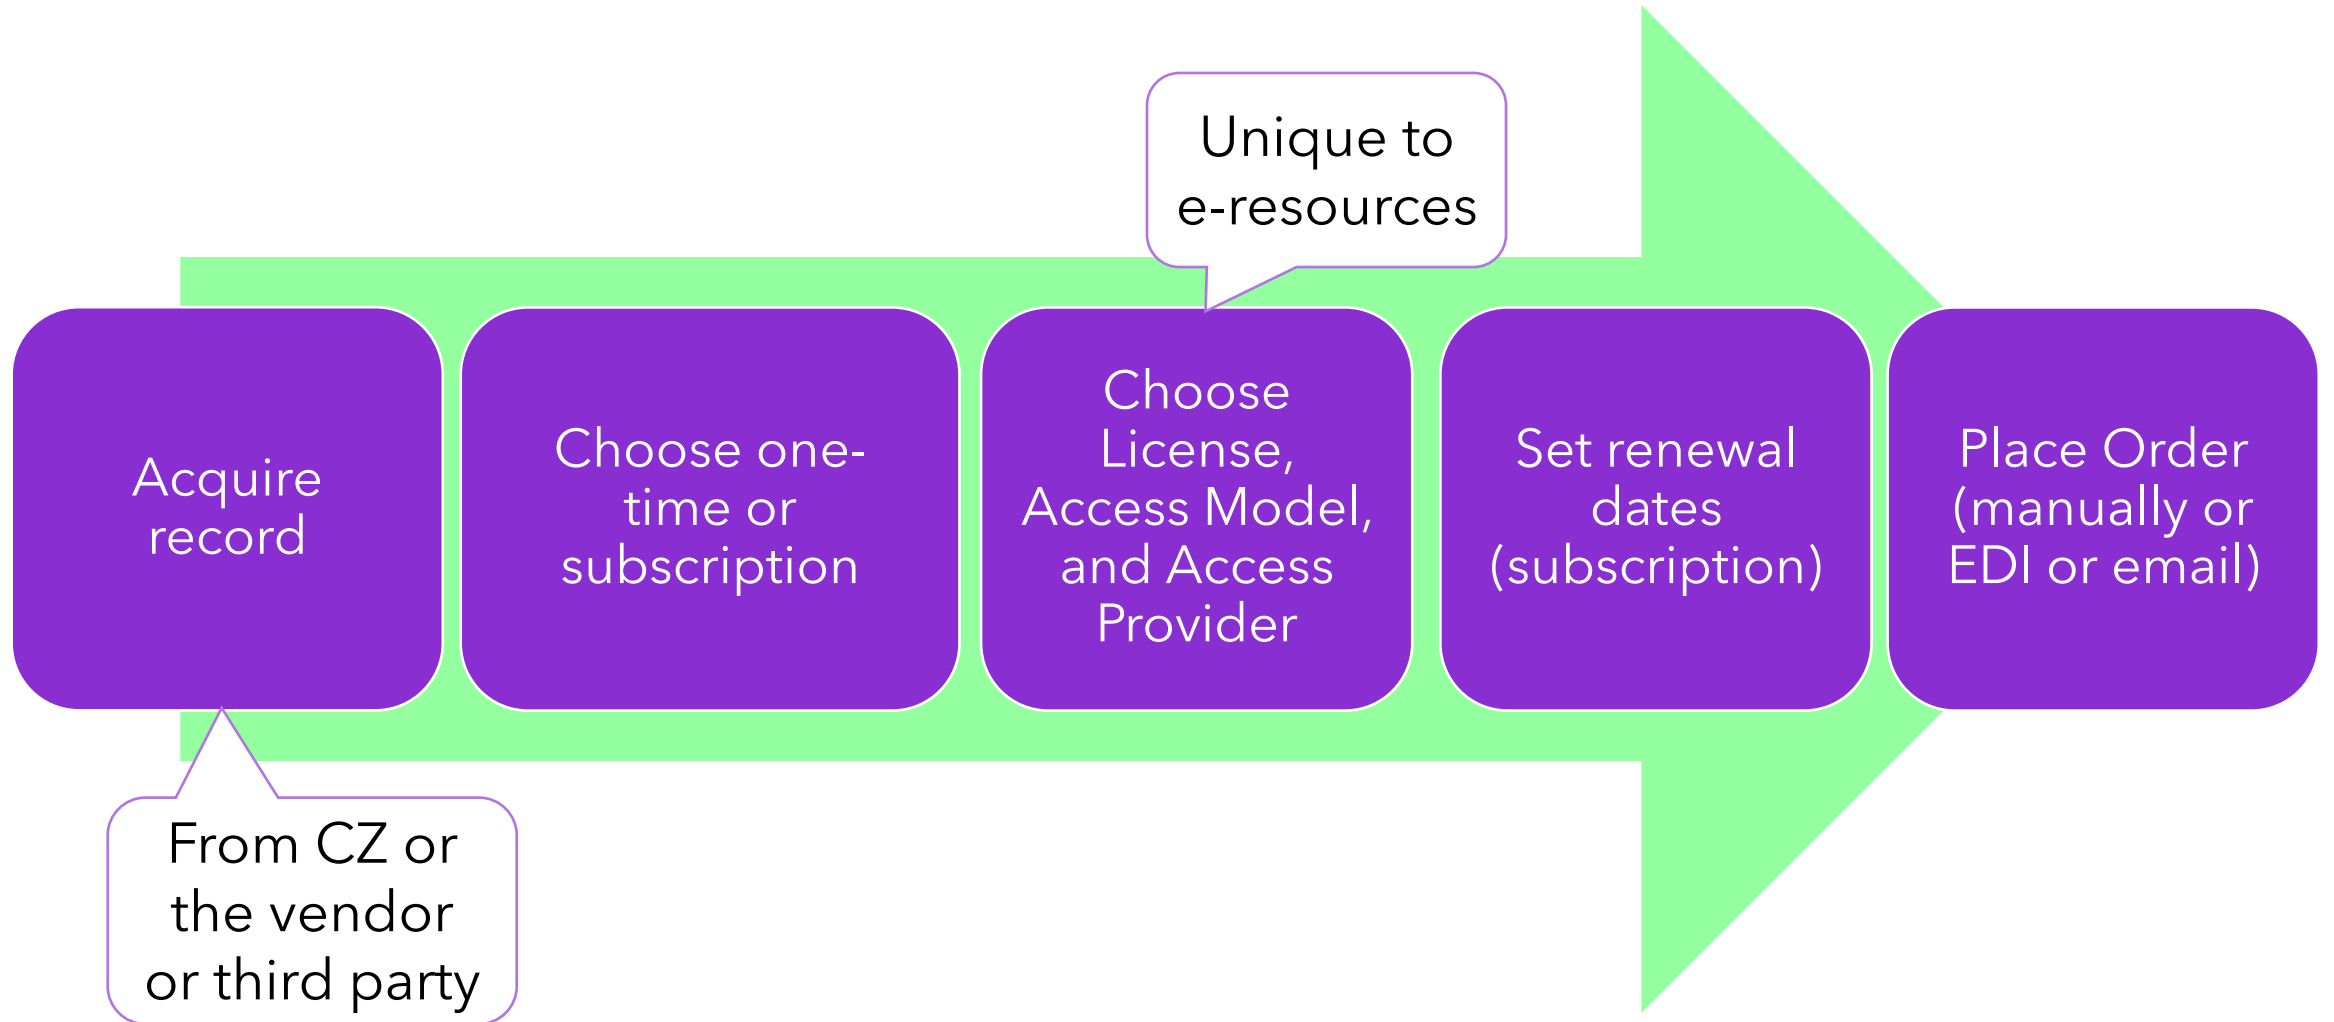 Unique to
e-resources
Acquire
record
Choose one-
time or
subscription
Choose
License,
Access Model,
and Access
Provider
Set renewal
dates
(subscription)
Place Order
(manually or
EDI or email)
From CZ or
the vendor
or third party